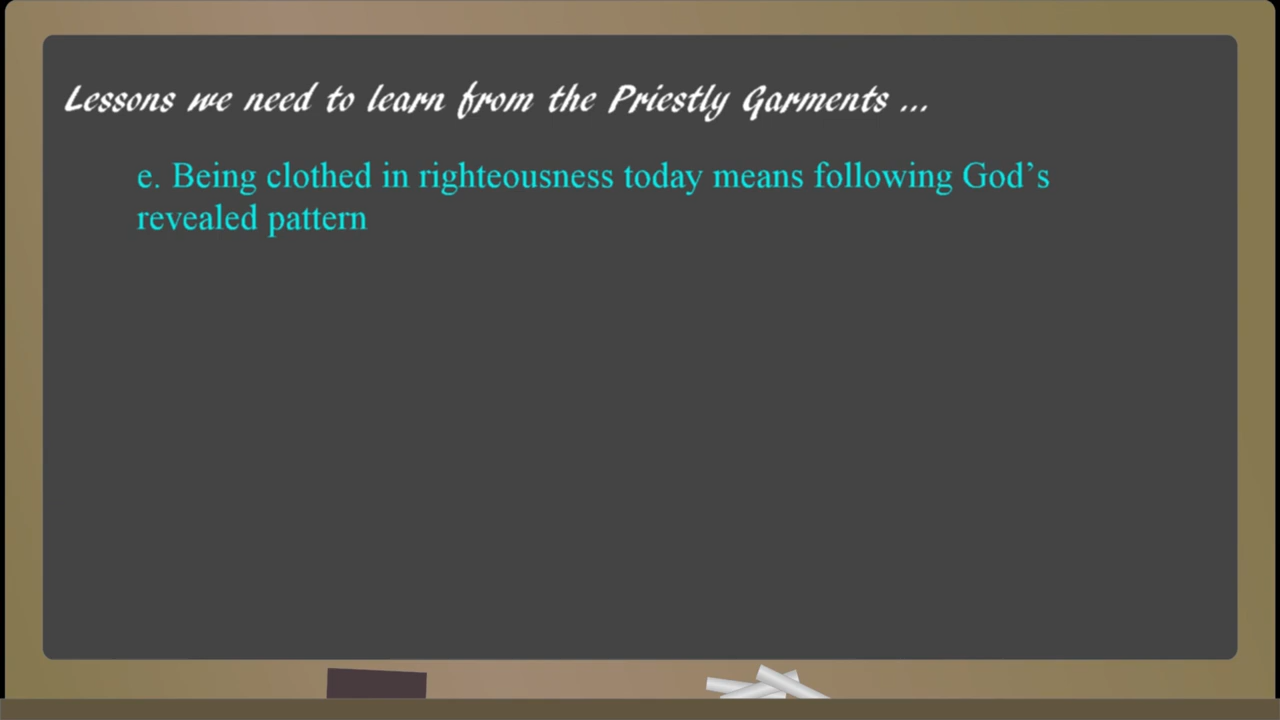 Lessons we need to learn from the Priestly Garments ...
e. Being clothed in righteousness today means following God’s
revealed pattern